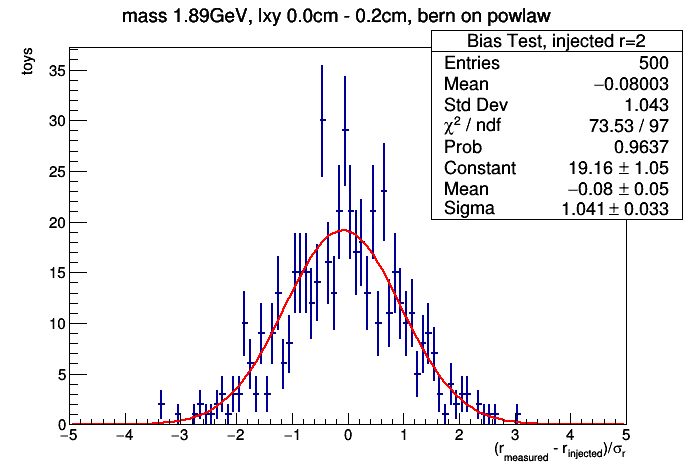 mass 1.89GeV, lxy 0.0cm - 0.2cm, bern on powlaw
Bias Test, injected r=2
Entries 500
Mean −0.08003
Std Dev 1.043
χ² / ndf 73.53 / 97
Prob 0.9637
Constant 19.16 ± 1.05
Mean −0.08 ± 0.05
Sigma 1.041 ± 0.033
toys
35
30
25
20
15
10
5
0
−5 −4 −3 −2 −1 0 1 2 3 4 5
(r_measured - r_injected)/σ_r